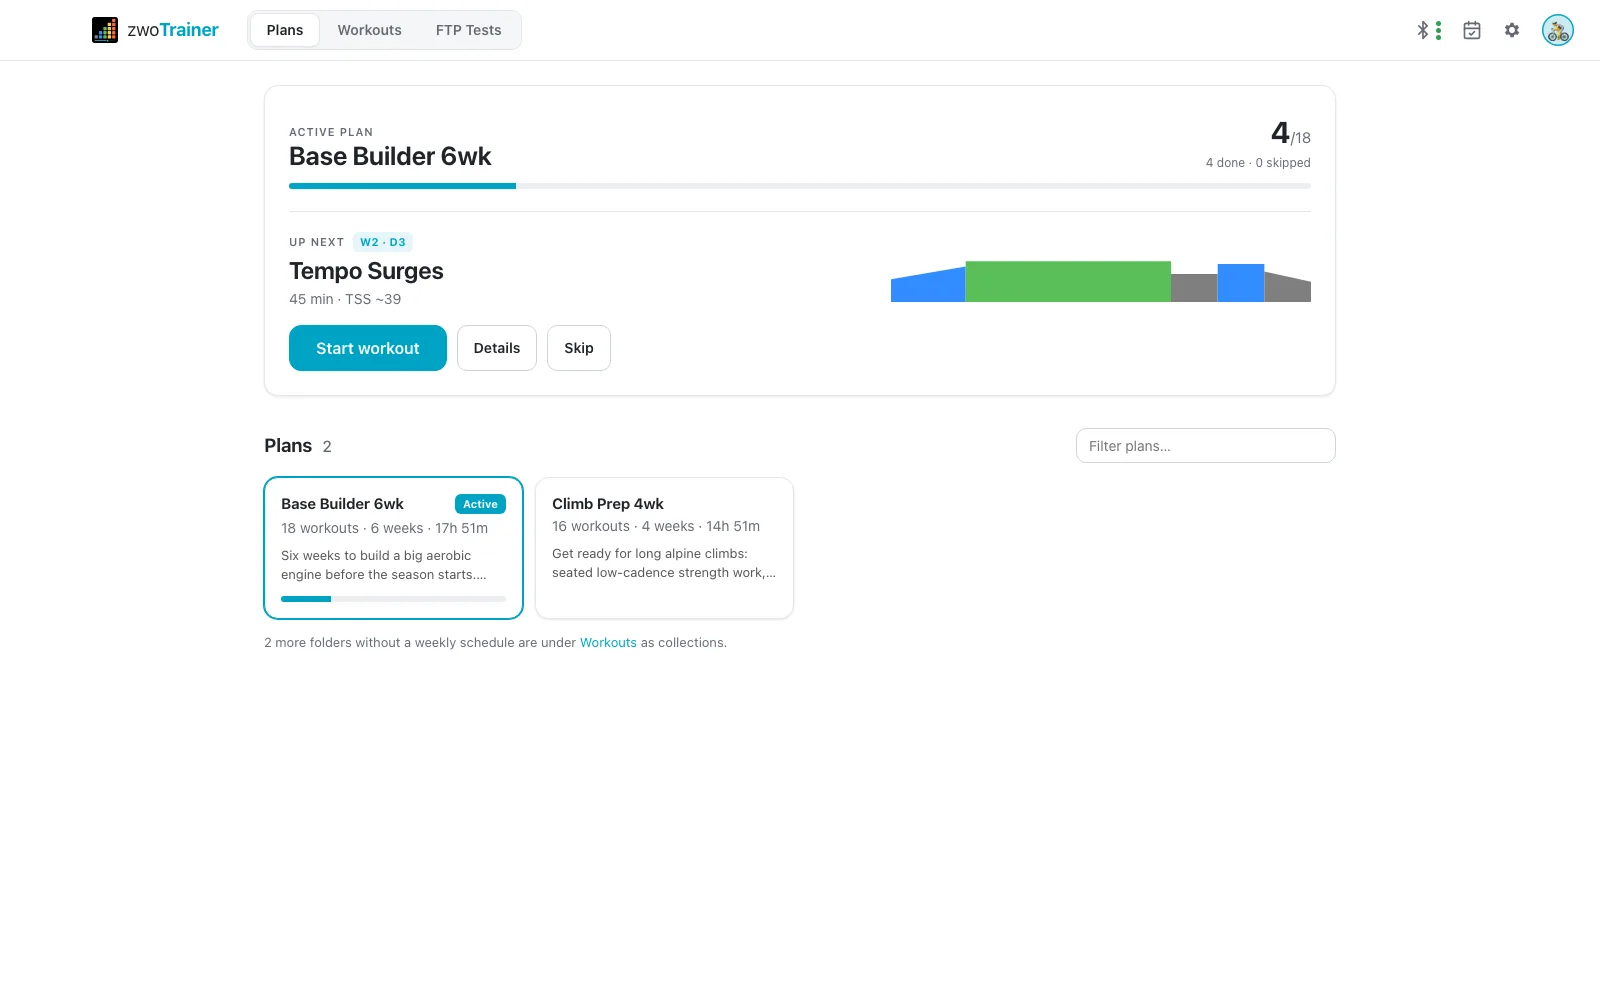 zwoTrainer
Plans
Workouts
FTP Tests
ACTIVE PLAN
Base Builder 6wk
4/18
4 done · 0 skipped
UP NEXT
W2 · D3
Tempo Surges
45 min · TSS ~39
Start workout
Details
Skip
Plans 2
Filter plans...
Base Builder 6wk
Active
18 workouts · 6 weeks · 17h 51m
Six weeks to build a big aerobic
engine before the season starts....
Climb Prep 4wk
16 workouts · 4 weeks · 14h 51m
Get ready for long alpine climbs:
seated low-cadence strength work,...
2 more folders without a weekly schedule are under Workouts as collections.